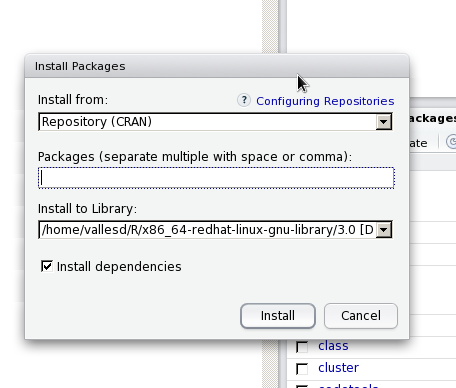 Install Packages
Install from:
? Configuring Repositories
Repository (CRAN)
Packages (separate multiple with space or comma):
Install to Library:
/home/vallesd/R/x86_64-redhat-linux-gnu-library/3.0 [D
Install dependencies
Install
Cancel
ackages
ate
class
cluster